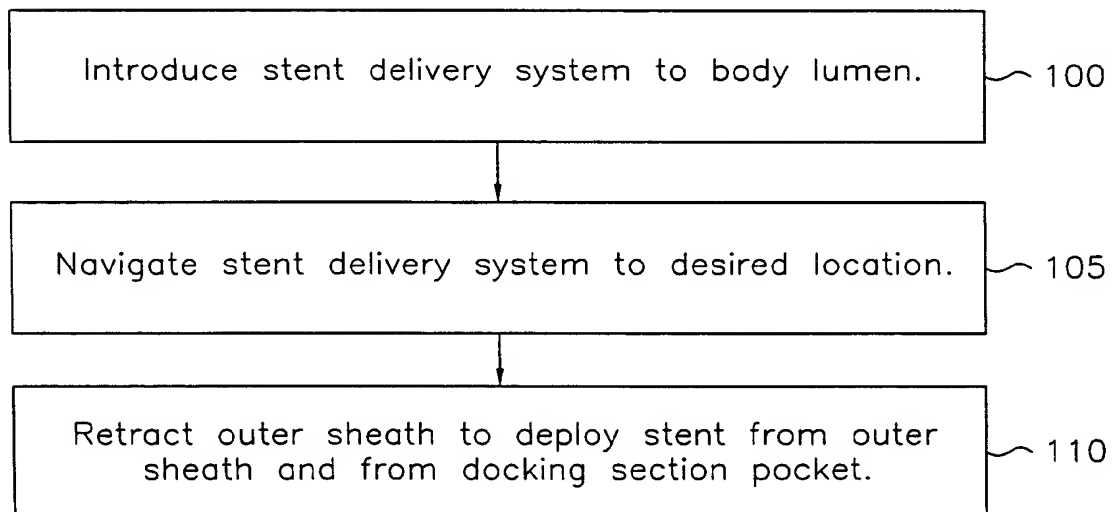 Introduce stent delivery system to body lumen.
100
Navigate stent delivery system to desired location.
105
Retract outer sheath to deploy stent from outer
sheath and from docking section pocket.
110